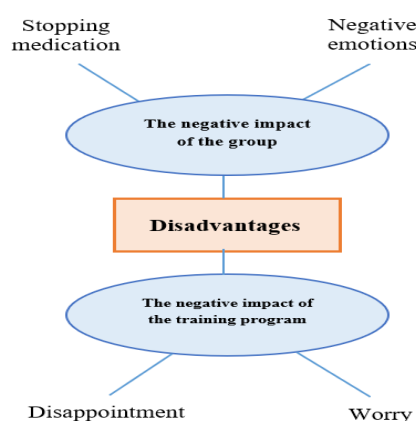 Stopping
medication
Negative
emotions
The negative impact
of the group
Disadvantages
The negative impact of
the training program
Disappointment
Worry